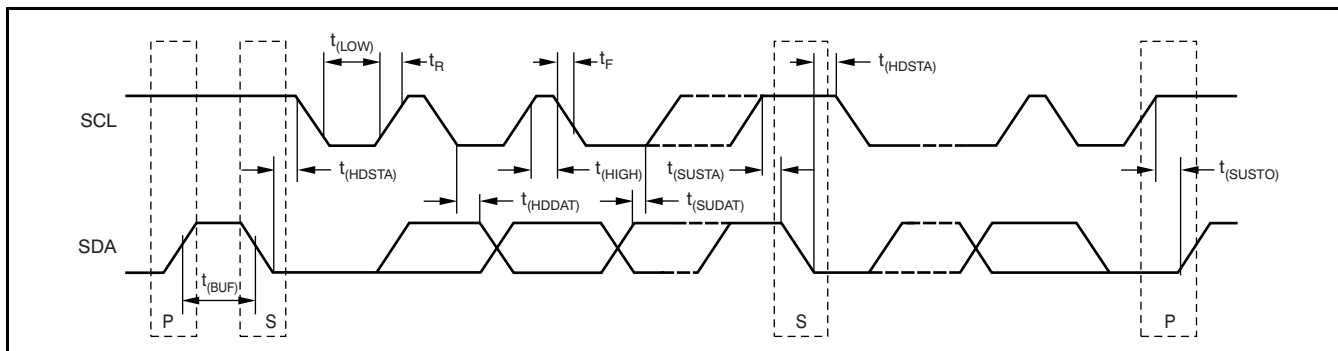 t(LOW)
tR
tF
t(HDSTA)
SCL
t(HDSTA)
t(HIGH)
t(SUSTA)
t(SUSTO)
t(HDDAT)
t(SUDAT)
SDA
t(BUF)
P
S
S
P